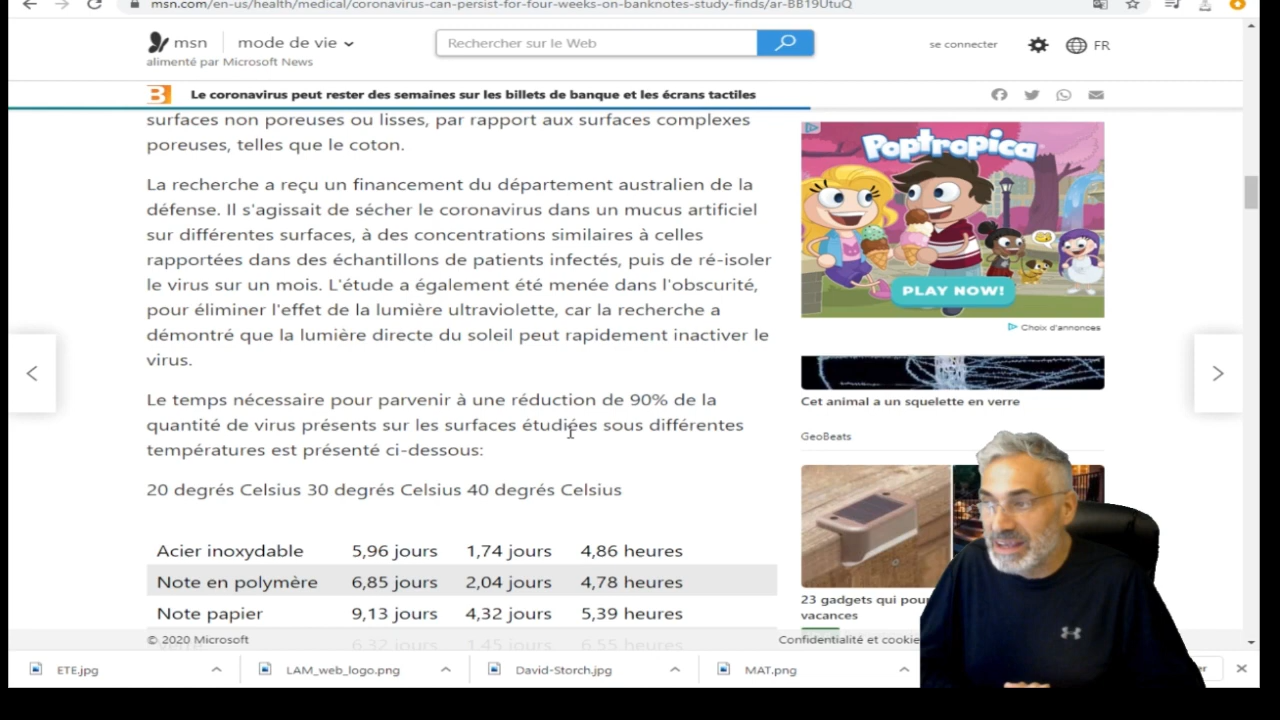 msn.com/en-us/health/medical/coronavirus-can-persist-for-four-weeks-on-banknotes-study-finds/ar-BB19UtuQ
msn mode de vie
Rechercher sur le Web
se connecter
FR
alimenté par Microsoft News
Le coronavirus peut rester des semaines sur les billets de banque et les écrans tactiles
surfaces non poreuses ou lisses, par rapport aux surfaces complexes
poreuses, telles que le coton.
La recherche a reçu un financement du département australien de la
défense. Il s'agissait de sécher le coronavirus dans un mucus artificiel
sur différentes surfaces, à des concentrations similaires à celles
rapportées dans des échantillons de patients infectés, puis de ré-isoler
le virus sur un mois. L'étude a également été menée dans l'obscurité,
pour éliminer l'effet de la lumière ultraviolette, car la recherche a
démontré que la lumière directe du soleil peut rapidement inactiver le
virus.
Le temps nécessaire pour parvenir à une réduction de 90% de la
quantité de virus présents sur les surfaces étudiées sous différentes
températures est présenté ci-dessous:
20 degrés Celsius 30 degrés Celsius 40 degrés Celsius
Acier inoxydable 5,96 jours 1,74 jours 4,86 heures
Note en polymère 6,85 jours 2,04 jours 4,78 heures
Note papier 9,13 jours 4,32 jours 5,39 heures
Verre 6,32 jours 1,45 jours 6,55 heures
Poptropica
PLAY NOW!
Choix d'annonces
Cet animal a un squelette en verre
GeoBeats
23 gadgets qui
vacances
© 2020 Microsoft
Confidentialité et cookie
ETE.jpg
LAM_web_logo.png
David-Storch.jpg
MAT.png